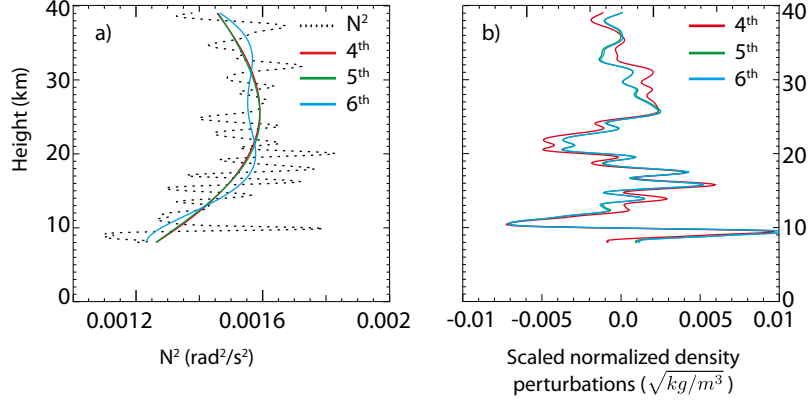 40 40
a) N² b) 4ᵗʰ
4ᵗʰ 5ᵗʰ
30 5ᵗʰ 6ᵗʰ 30
6ᵗʰ
Height (km)
20 20
10 10
0 0
0.0012 0.0016 0.002 -0.01 -0.005 0.0 0.005 0.01
N² (rad²/s²) Scaled normalized density
perturbations (√kg/m³)